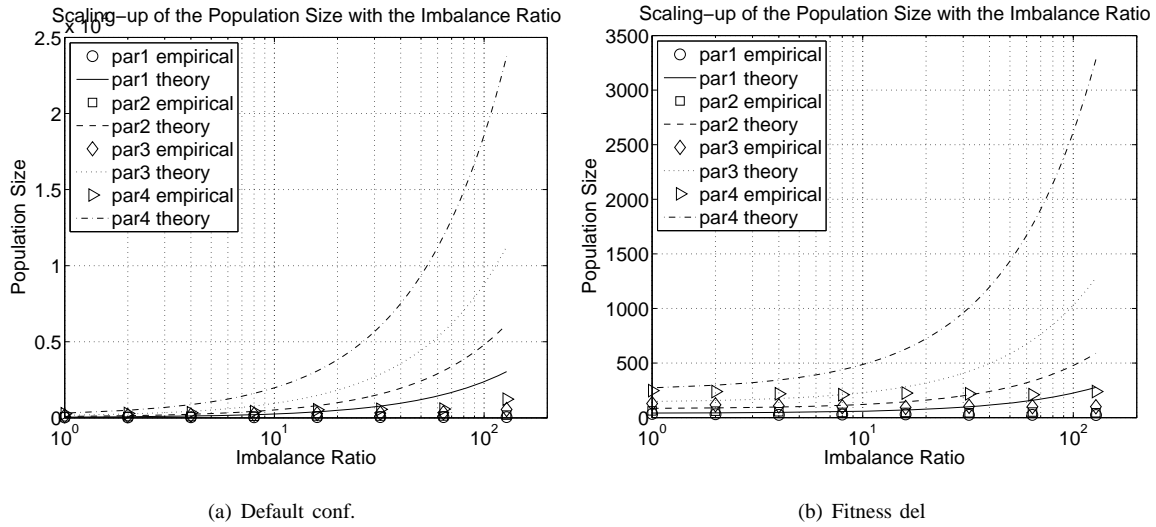 Scaling−up of the Population Size with the Imbalance Ratio
x 10
2.5
2
1.5
1
0.5
0
Population Size
par1 empirical
par1 theory
par2 empirical
par2 theory
par3 empirical
par3 theory
par4 empirical
par4 theory
10^0
10^1
10^2
Imbalance Ratio
(a) Default conf.
Scaling−up of the Population Size with the Imbalance Ratio
3500
3000
2500
2000
1500
1000
500
0
Population Size
par1 empirical
par1 theory
par2 empirical
par2 theory
par3 empirical
par3 theory
par4 empirical
par4 theory
10^0
10^1
10^2
Imbalance Ratio
(b) Fitness del